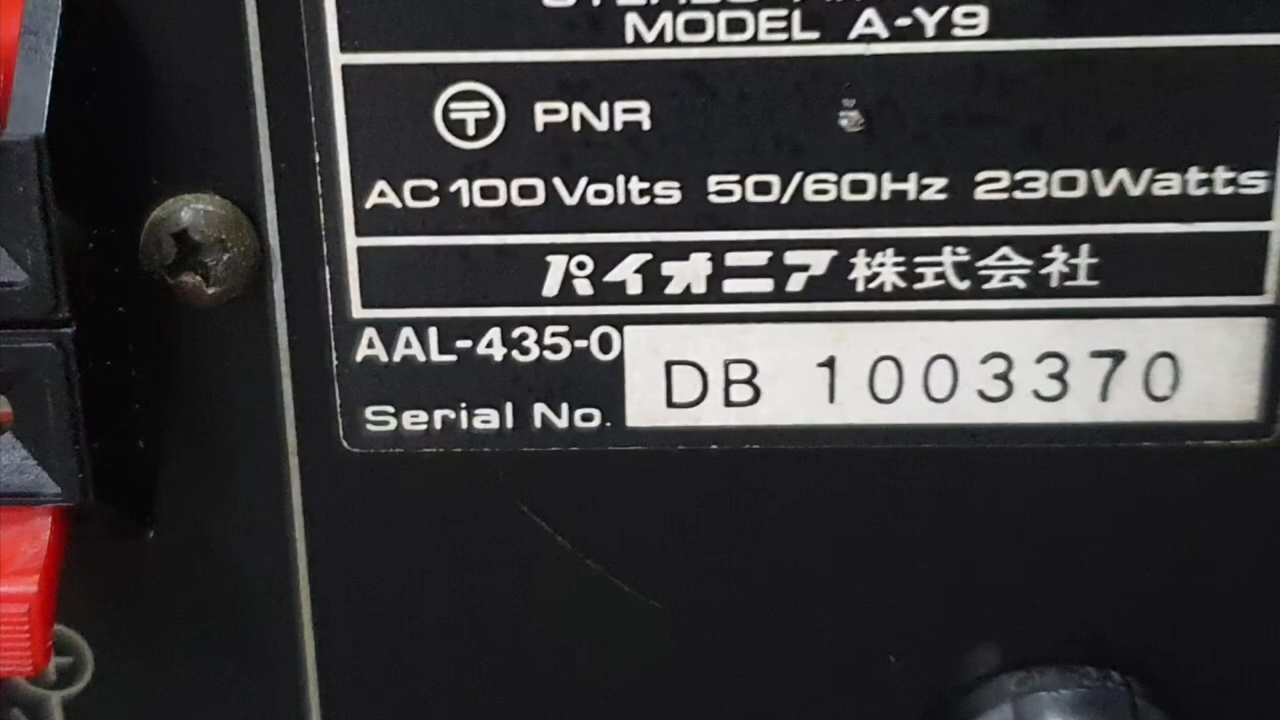 MODEL A-Y9
〒 PNR
AC 100 Volts 50/60Hz 230Watts
パイオニア株式会社
AAL-435-0
Serial No. DB 1003370